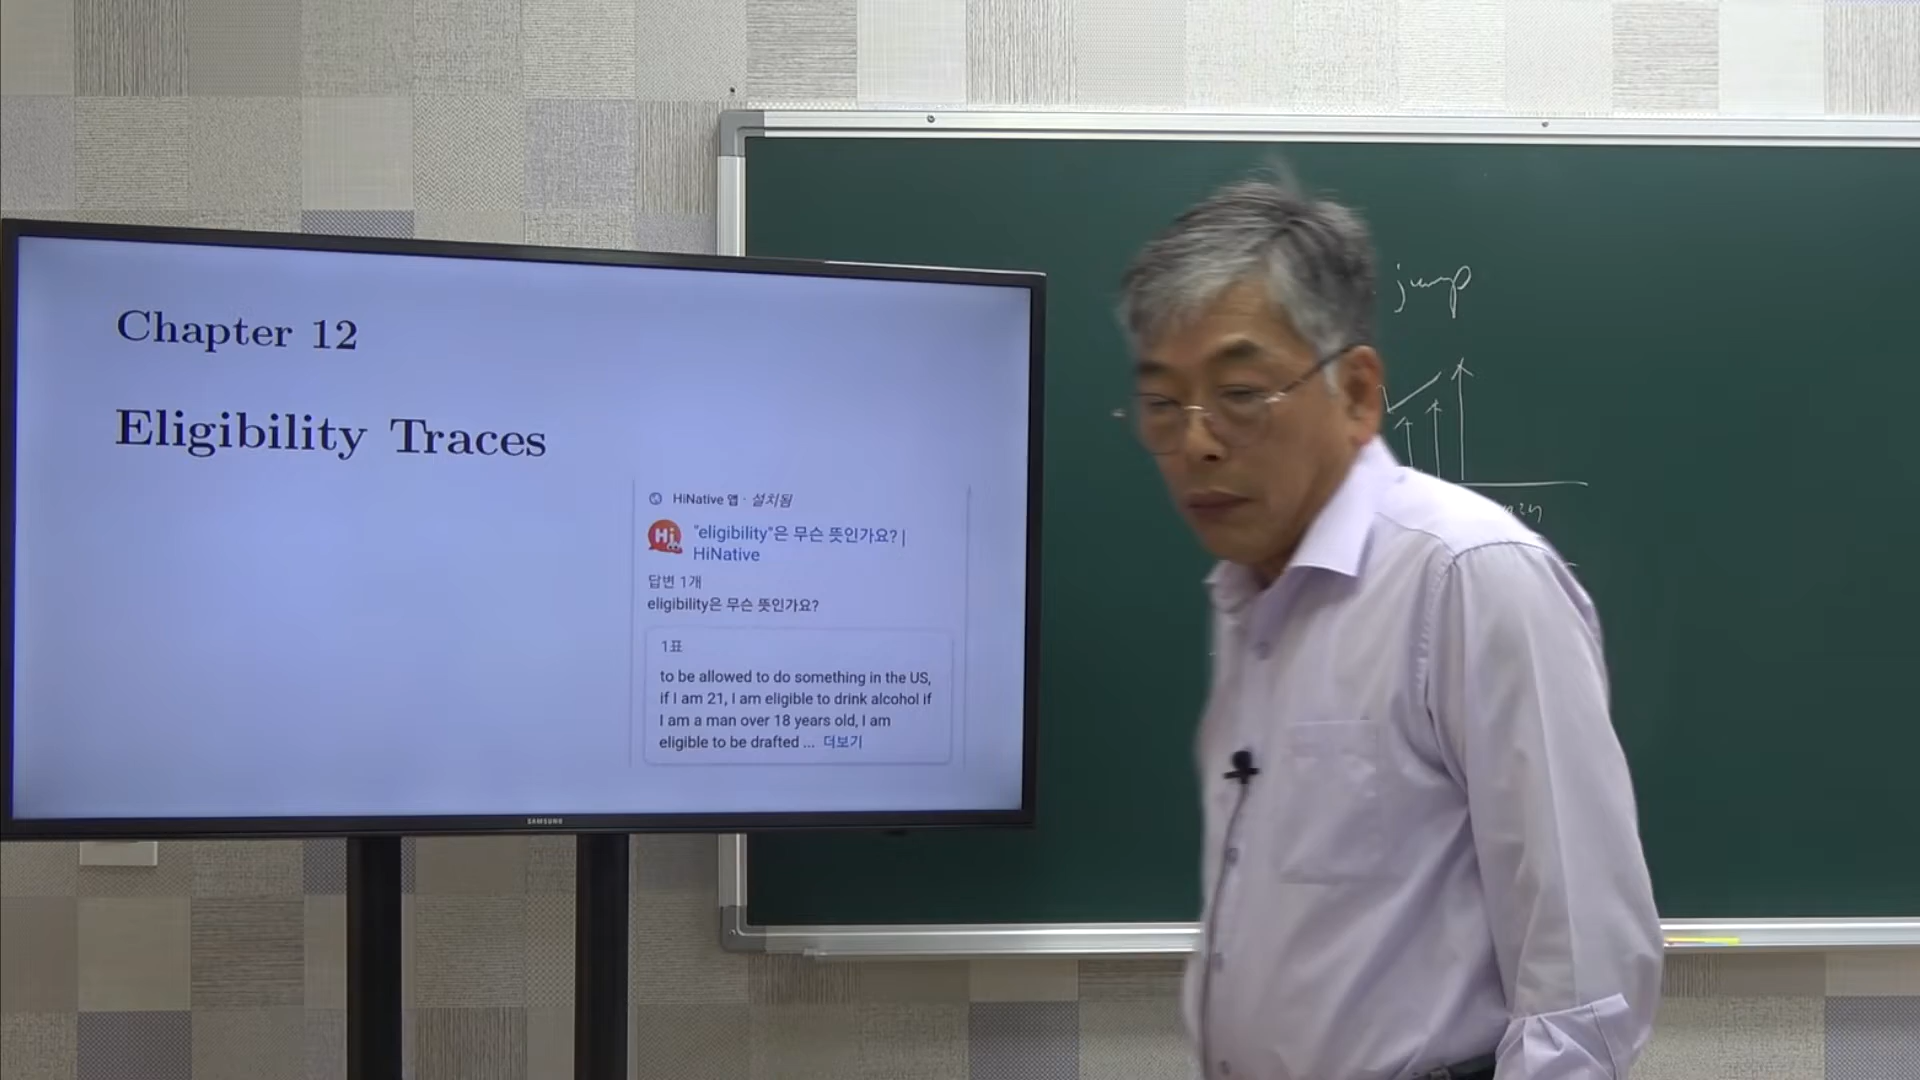 Chapter 12
Eligibility Traces
HiNative 앱 · 설치됨
Hi
"eligibility"은 무슨 뜻인가요? |
HiNative
답변 1개
eligibility은 무슨 뜻인가요?
1표
to be allowed to do something in the US,
if I am 21, I am eligible to drink alcohol if
I am a man over 18 years old, I am
eligible to be drafted ... 더보기
SAMSUNG
jump